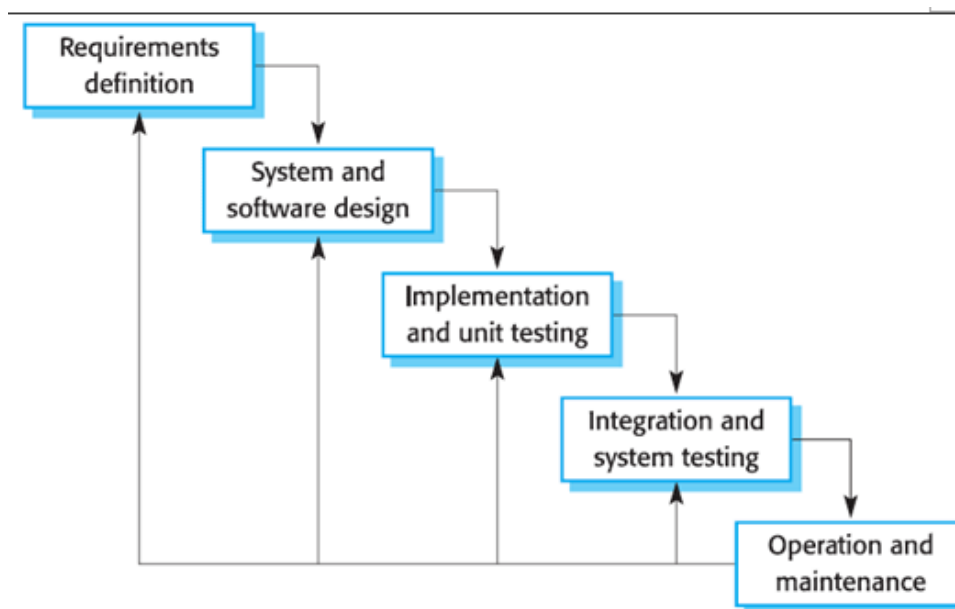 Requirements
definition
System and
software design
Implementation
and unit testing
Integration and
system testing
Operation and
maintenance